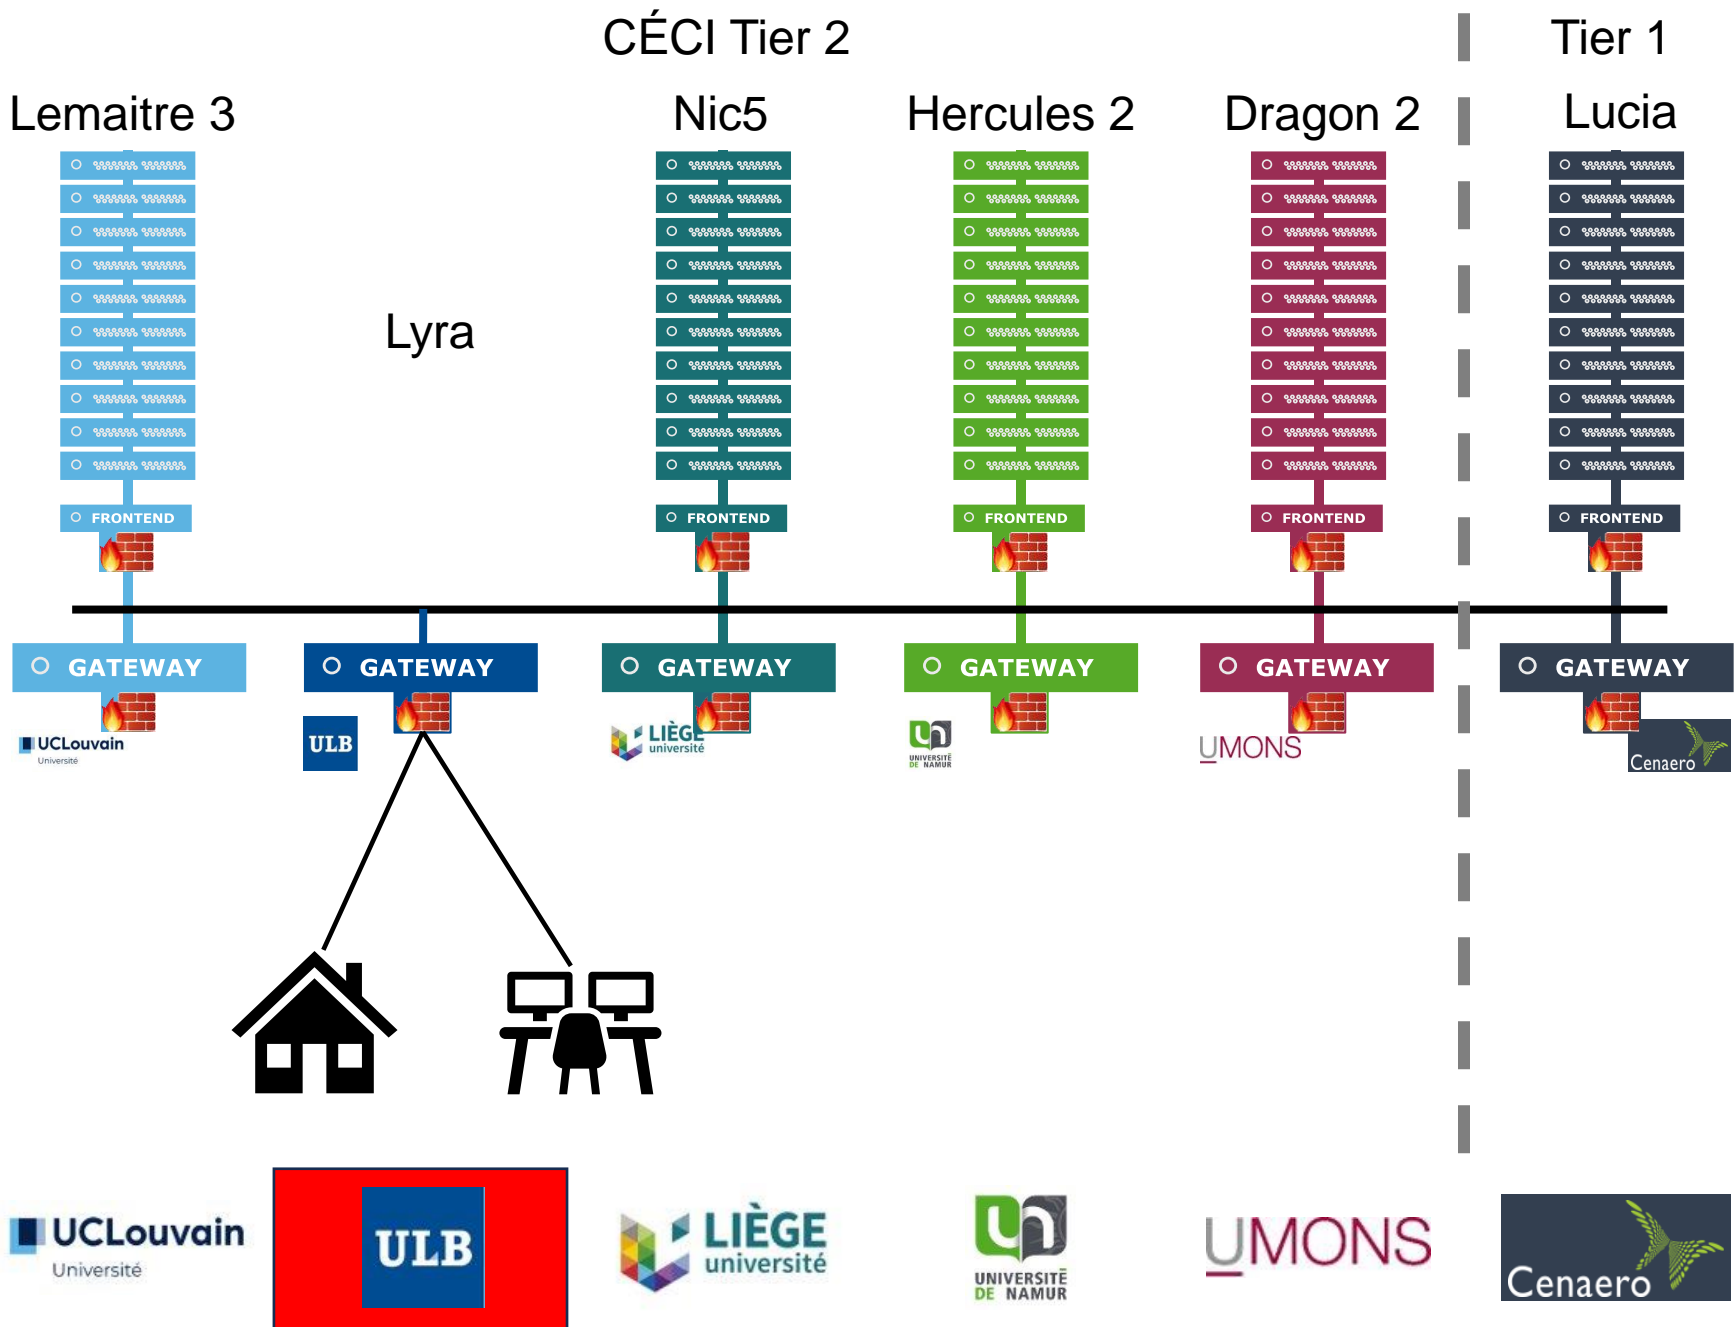 CÉCI Tier 2
Tier 1
Lemaitre 3
Nic5
Hercules 2
Dragon 2
Lucia
Lyra
FRONTEND
FRONTEND
FRONTEND
FRONTEND
FRONTEND
GATEWAY
GATEWAY
GATEWAY
GATEWAY
GATEWAY
GATEWAY
UCLouvain
Université
ULB
LIÈGE
université
UNIVERSITÉ
DE NAMUR
UMONS
Cenaero
UCLouvain
Université
ULB
LIÈGE
université
UNIVERSITÉ
DE NAMUR
UMONS
Cenaero